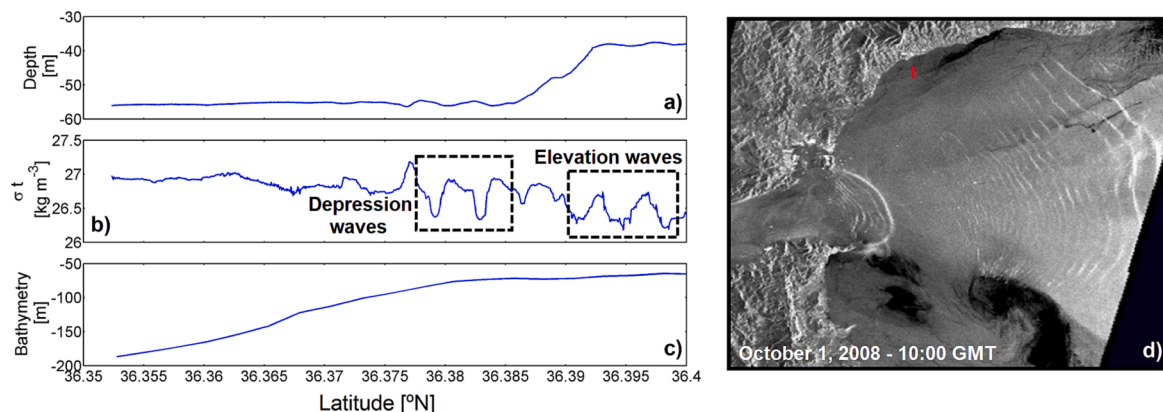 -30
-40
-50
-60
Depth
[m]
a)
27.5
27
26.5
26
σ t
[kg m⁻³]
Depression
waves
Elevation waves
b)
-50
-100
-150
-200
Bathymetry
[m]
c)
36.35 36.355 36.36 36.365 36.37 36.375 36.38 36.385 36.39 36.395 36.4
Latitude [ºN]
October 1, 2008 - 10:00 GMT
d)